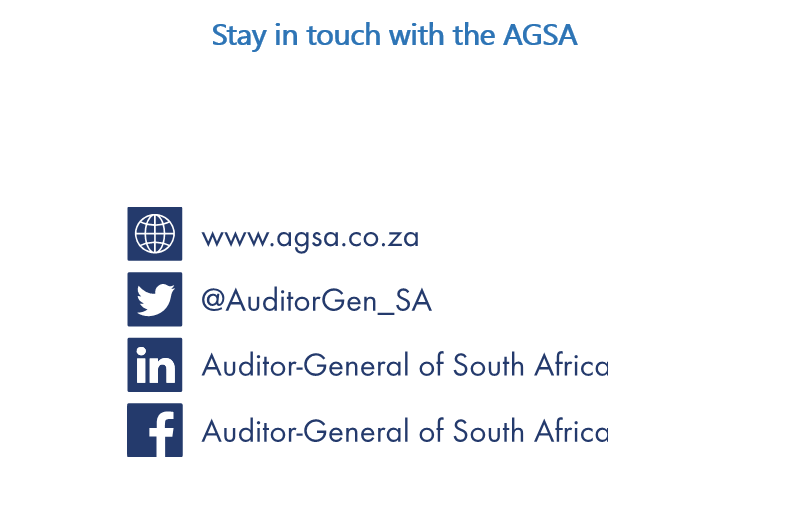 Stay in touch with the AGSA
www.agsa.co.za
@AuditorGen_SA
in Auditor-General of South Africa
f Auditor-General of South Africa